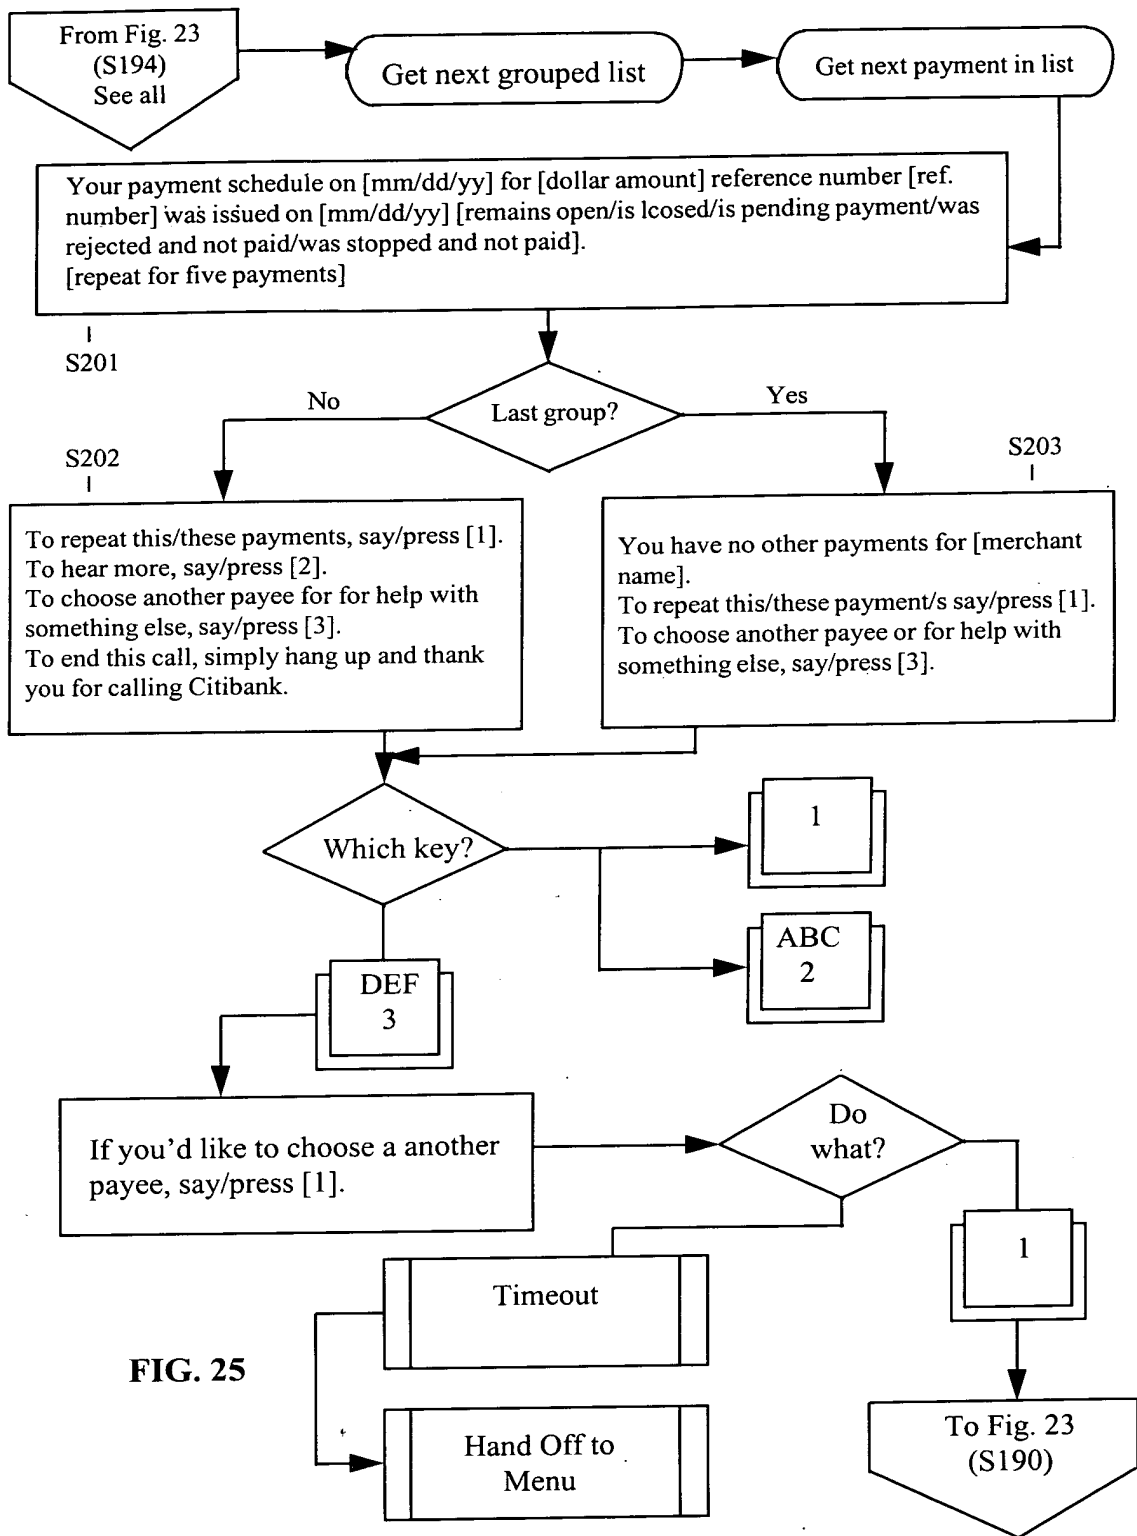 From Fig. 23
(S194)
See all
Get next grouped list
Get next payment in list
Your payment schedule on [mm/dd/yy] for [dollar amount] reference number [ref.
number] was issued on [mm/dd/yy] [remains open/is lcosed/is pending payment/was
rejected and not paid/was stopped and not paid].
[repeat for five payments]
S201
Last group?
No
Yes
S202
S203
To repeat this/these payments, say/press [1].
To hear more, say/press [2].
To choose another payee for for help with
something else, say/press [3].
To end this call, simply hang up and thank
you for calling Citibank.
You have no other payments for [merchant
name].
To repeat this/these payment/s say/press [1].
To choose another payee or for help with
something else, say/press [3].
Which key?
1
ABC
2
DEF
3
If you'd like to choose a another
payee, say/press [1].
Do
what?
1
Timeout
FIG. 25
Hand Off to
Menu
To Fig. 23
(S190)